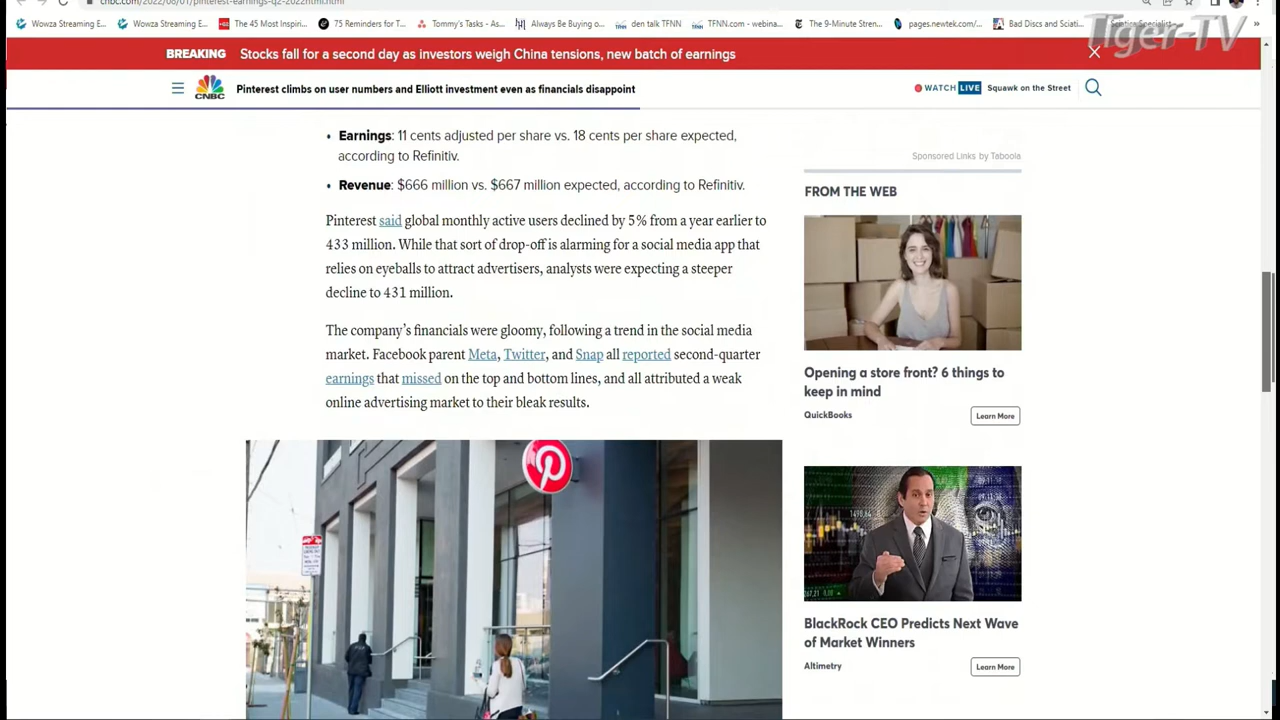 cnbc.com/2022/08/01/pinterest-earnings-q2-2022html.html
Wowza Streaming E...
Wowza Streaming E...
The 45 Most Inspiri...
75 Reminders for T...
Tommy's Tasks - As...
Always Be Buying o...
den talk TFNN
TFNN.com - webina...
The 9-Minute Stren...
pages.newtek.com/...
Bad Discs and Sciati...
Sciatica Specialist
»
Tiger-TV
BREAKING Stocks fall for a second day as investors weigh China tensions, new batch of earnings
CNBC
Pinterest climbs on user numbers and Elliott investment even as financials disappoint
WATCH LIVE Squawk on the Street
• Earnings: 11 cents adjusted per share vs. 18 cents per share expected,
according to Refinitiv.
• Revenue: $666 million vs. $667 million expected, according to Refinitiv.
Pinterest said global monthly active users declined by 5% from a year earlier to
433 million. While that sort of drop-off is alarming for a social media app that
relies on eyeballs to attract advertisers, analysts were expecting a steeper
decline to 431 million.
The company's financials were gloomy, following a trend in the social media
market. Facebook parent Meta, Twitter, and Snap all reported second-quarter
earnings that missed on the top and bottom lines, and all attributed a weak
online advertising market to their bleak results.
Sponsored Links by Taboola
FROM THE WEB
Opening a store front? 6 things to
keep in mind
QuickBooks
Learn More
BlackRock CEO Predicts Next Wave
of Market Winners
Altimetry
Learn More